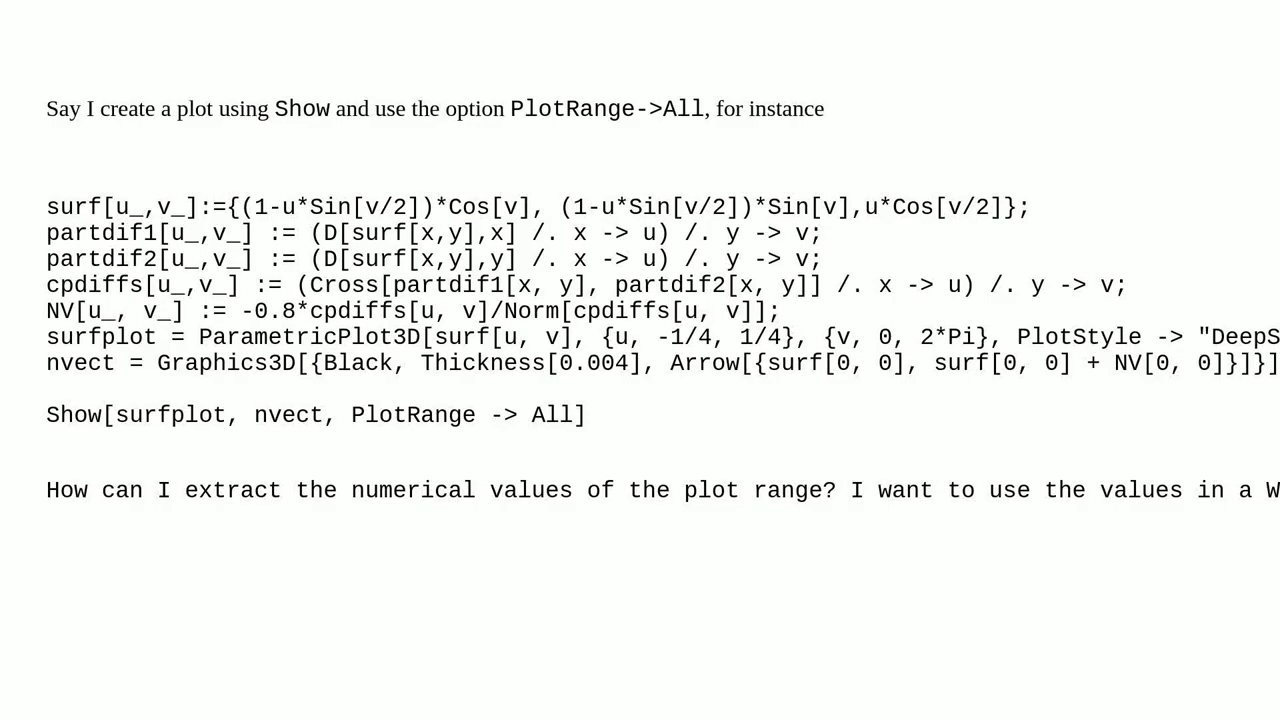 Say I create a plot using Show and use the option PlotRange->All, for instance
surf[u_,v_]:={(1-u*Sin[v/2])*Cos[v], (1-u*Sin[v/2])*Sin[v],u*Cos[v/2]};
partdif1[u_,v_] := (D[surf[x,y],x] /. x -> u) /. y -> v;
partdif2[u_,v_] := (D[surf[x,y],y] /. x -> u) /. y -> v;
cpdiffs[u_,v_] := (Cross[partdif1[x, y], partdif2[x, y]] /. x -> u) /. y -> v;
NV[u_, v_] := -0.8*cpdiffs[u, v]/Norm[cpdiffs[u, v]];
surfplot = ParametricPlot3D[surf[u, v], {u, -1/4, 1/4}, {v, 0, 2*Pi}, PlotStyle -> "DeepS
nvect = Graphics3D[{Black, Thickness[0.004], Arrow[{surf[0, 0], surf[0, 0] + NV[0, 0]}]}]
Show[surfplot, nvect, PlotRange -> All]
How can I extract the numerical values of the plot range? I want to use the values in a W